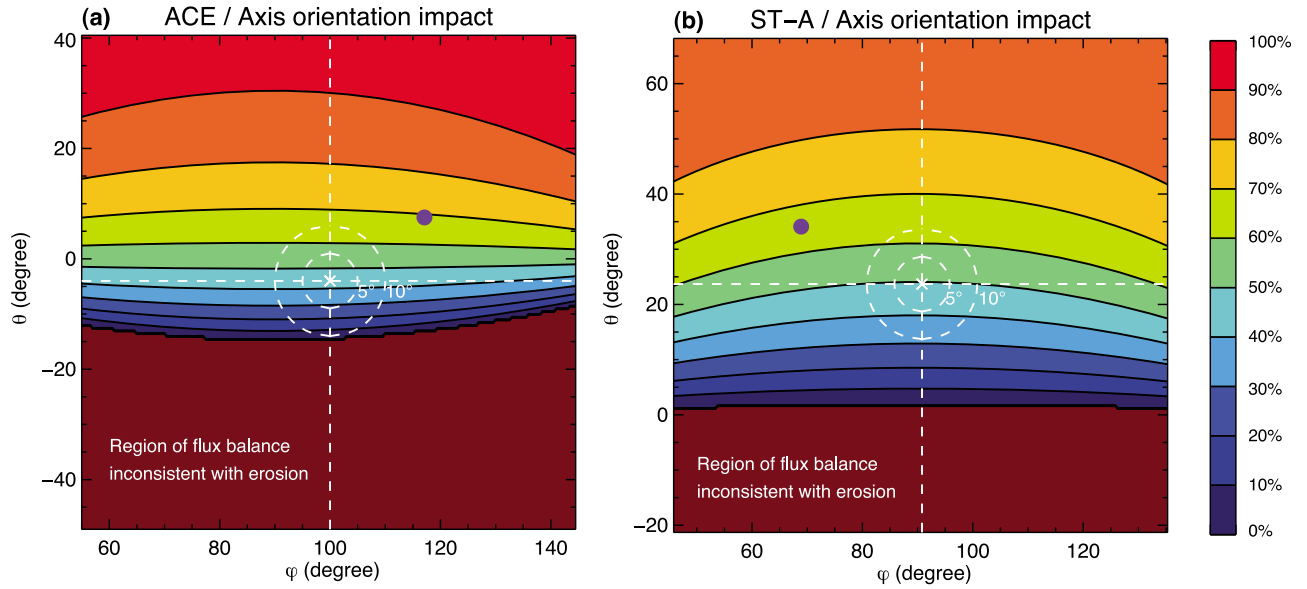 (a) ACE / Axis orientation impact
40
20
0
−20
−40
θ (degree)
60 80 100 120 140
φ (degree)
5° 10°
Region of flux balance
inconsistent with erosion
(b) ST−A / Axis orientation impact
60
40
20
0
−20
θ (degree)
60 80 100 120
φ (degree)
5° 10°
Region of flux balance
inconsistent with erosion
100%
90%
80%
70%
60%
50%
40%
30%
20%
10%
0%